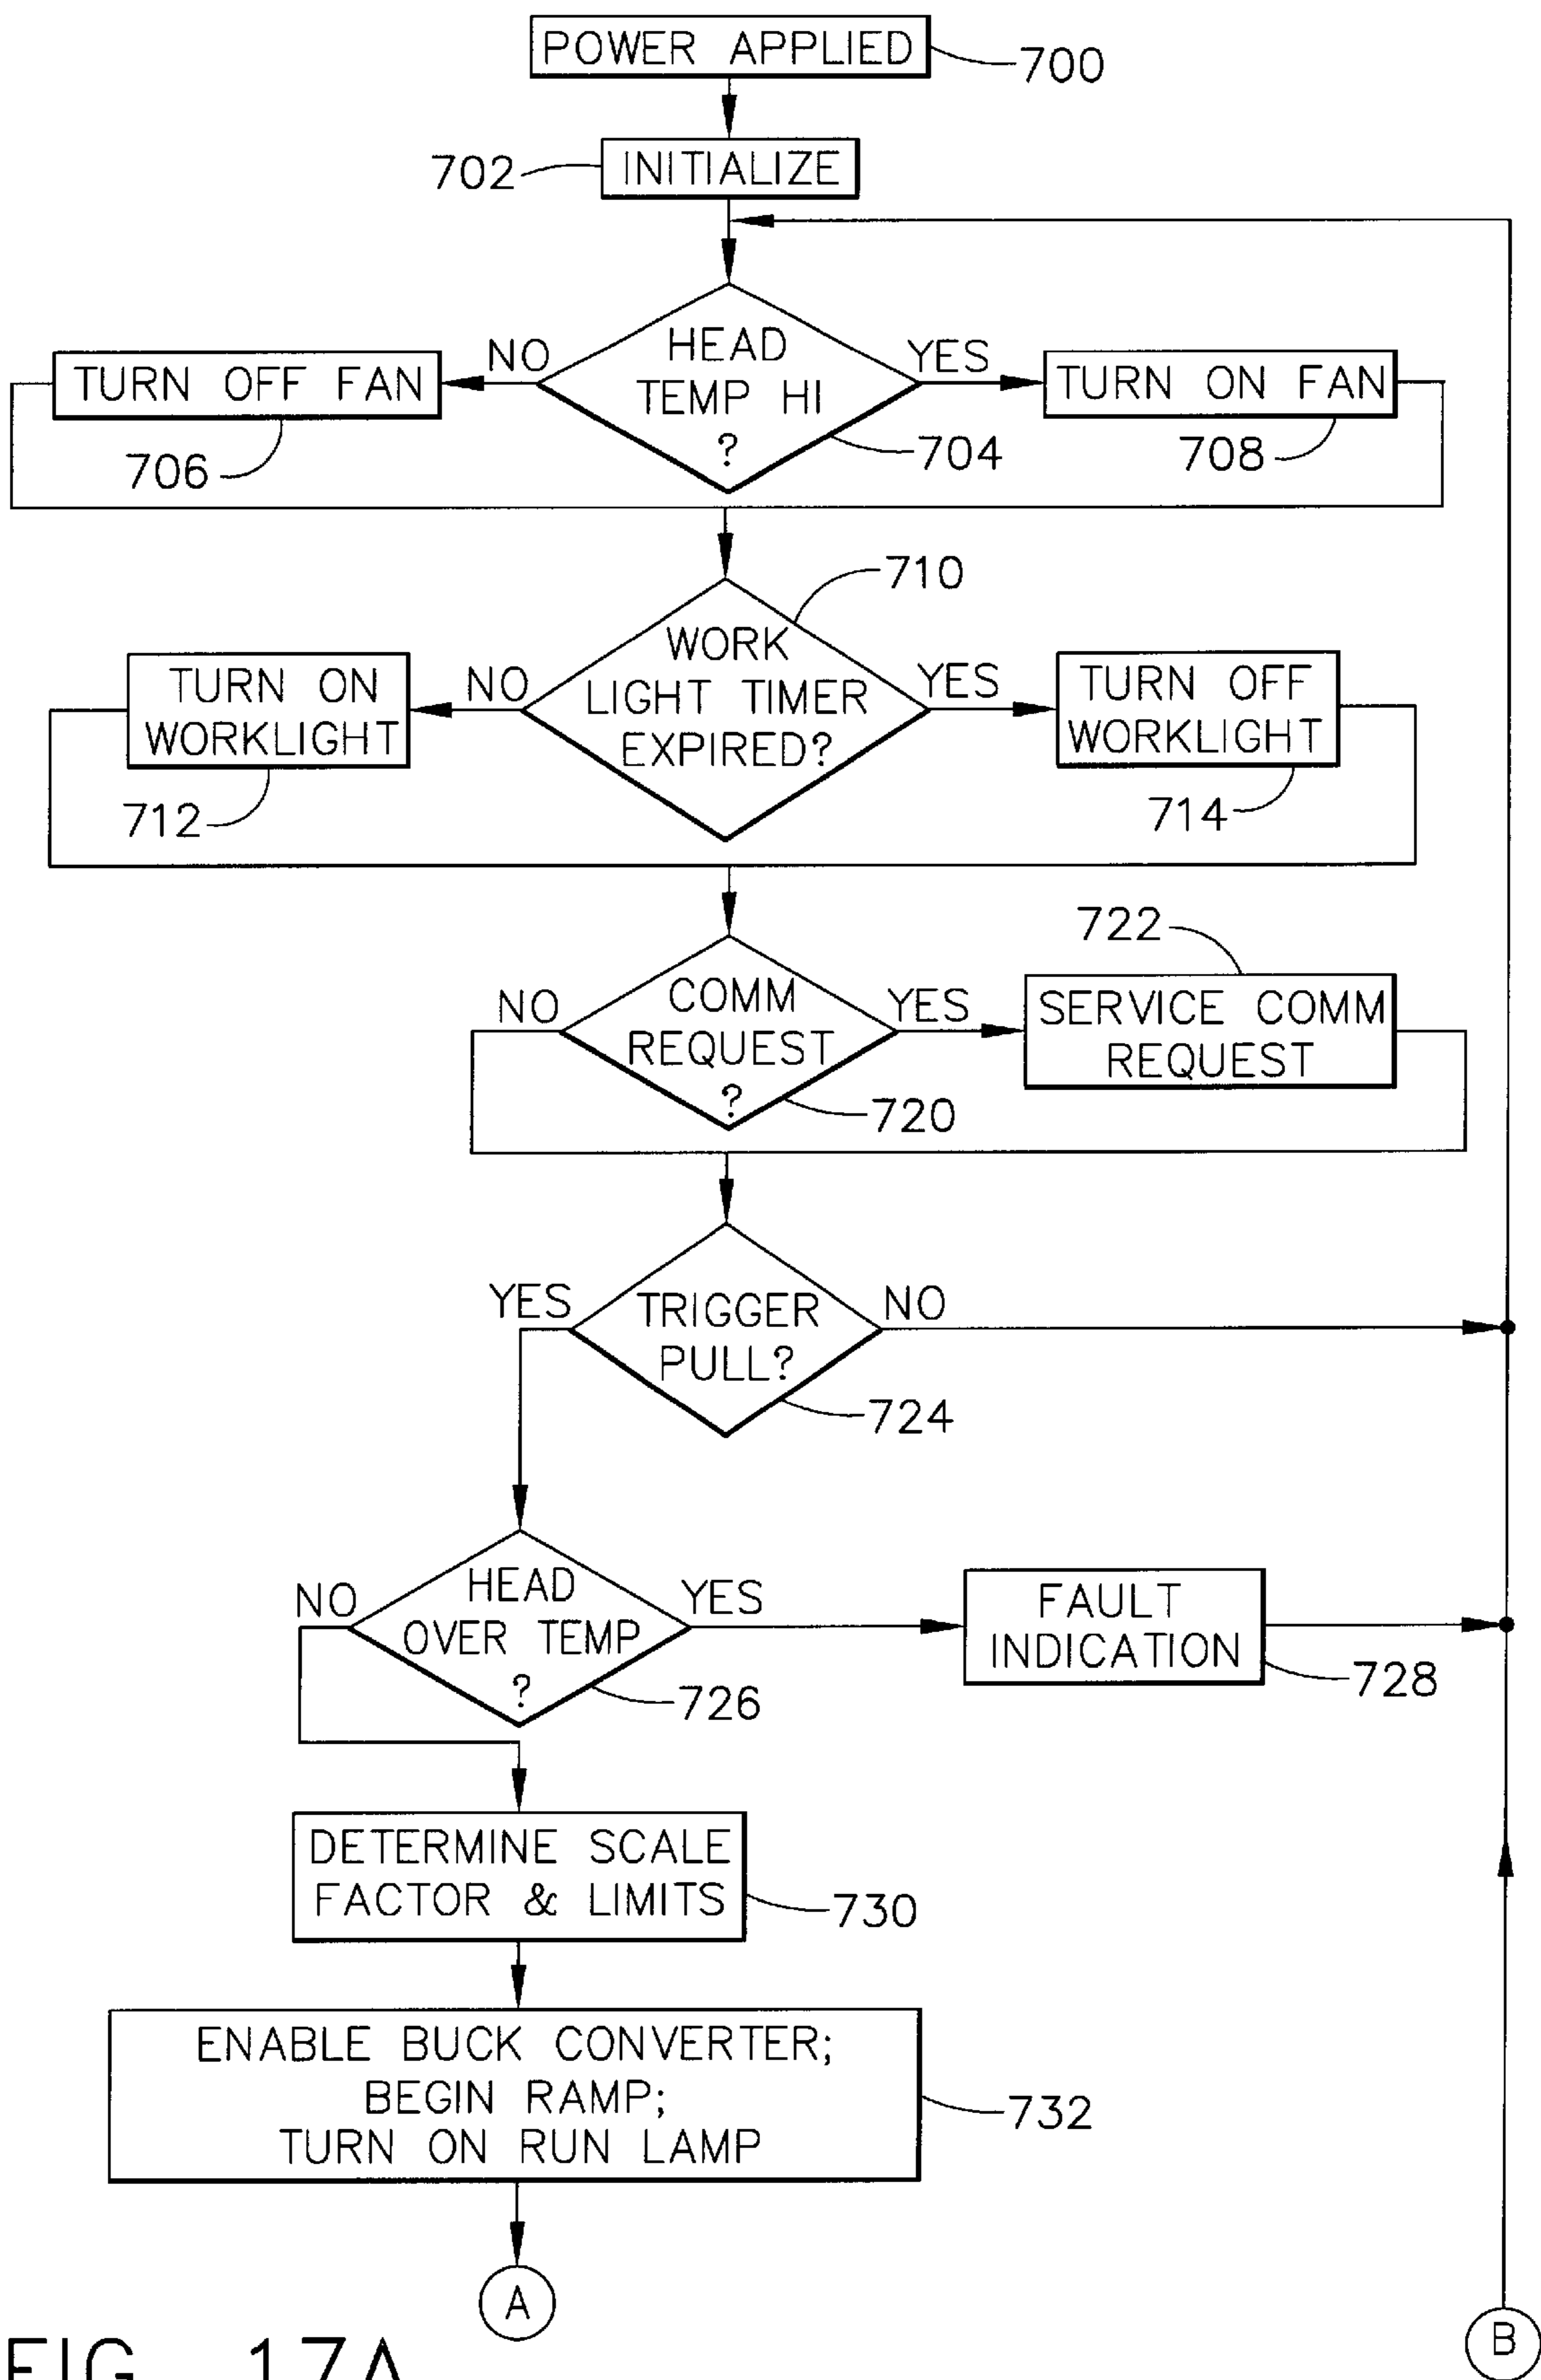 POWER APPLIED
700
702
INITIALIZE
NO
HEAD
TEMP HI
?
YES
TURN OFF FAN
TURN ON FAN
706
704
708
710
WORK
LIGHT TIMER
EXPIRED?
NO
YES
TURN ON
WORKLIGHT
TURN OFF
WORKLIGHT
712
714
722
NO
COMM
REQUEST
?
YES
SERVICE COMM
REQUEST
720
YES
TRIGGER
PULL?
NO
724
NO
HEAD
OVER TEMP
?
YES
FAULT
INDICATION
726
728
DETERMINE SCALE
FACTOR & LIMITS
730
ENABLE BUCK CONVERTER;
BEGIN RAMP;
TURN ON RUN LAMP
732
A
B
FIG. 17A